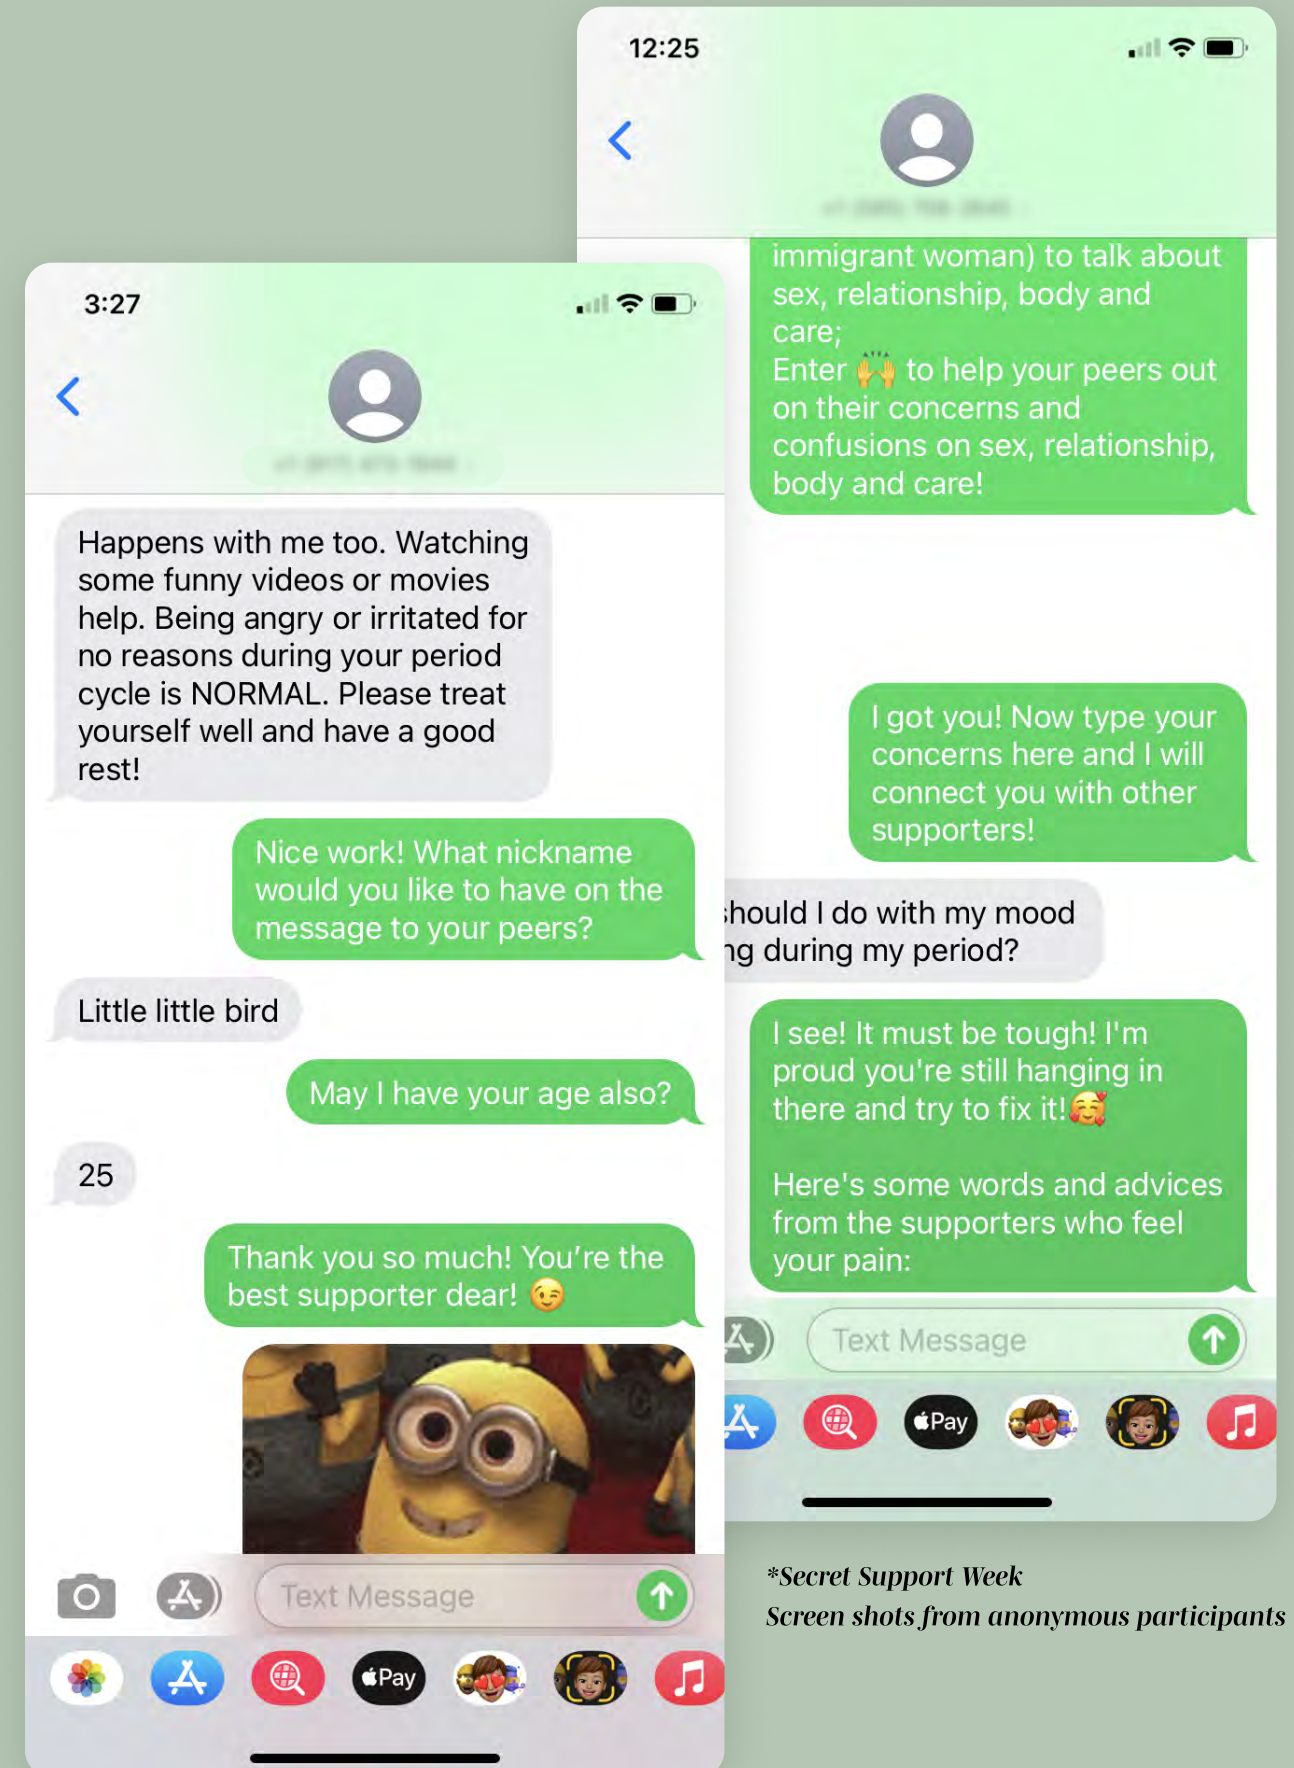 3:27
Happens with me too. Watching
some funny videos or movies
help. Being angry or irritated for
no reasons during your period
cycle is NORMAL. Please treat
yourself well and have a good
rest!
Nice work! What nickname
would you like to have on the
message to your peers?
Little little bird
May I have your age also?
25
Thank you so much! You’re the
best supporter dear! 😉
Text Message
Pay
12:25
immigrant woman) to talk about
sex, relationship, body and
care;
Enter 🙌 to help your peers out
on their concerns and
confusions on sex, relationship,
body and care!
I got you! Now type your
concerns here and I will
connect you with other
supporters!
should I do with my mood
ng during my period?
I see! It must be tough! I'm
proud you're still hanging in
there and try to fix it!🥰
Here's some words and advices
from the supporters who feel
your pain:
Text Message
Pay
*Secret Support Week
Screen shots from anonymous participants